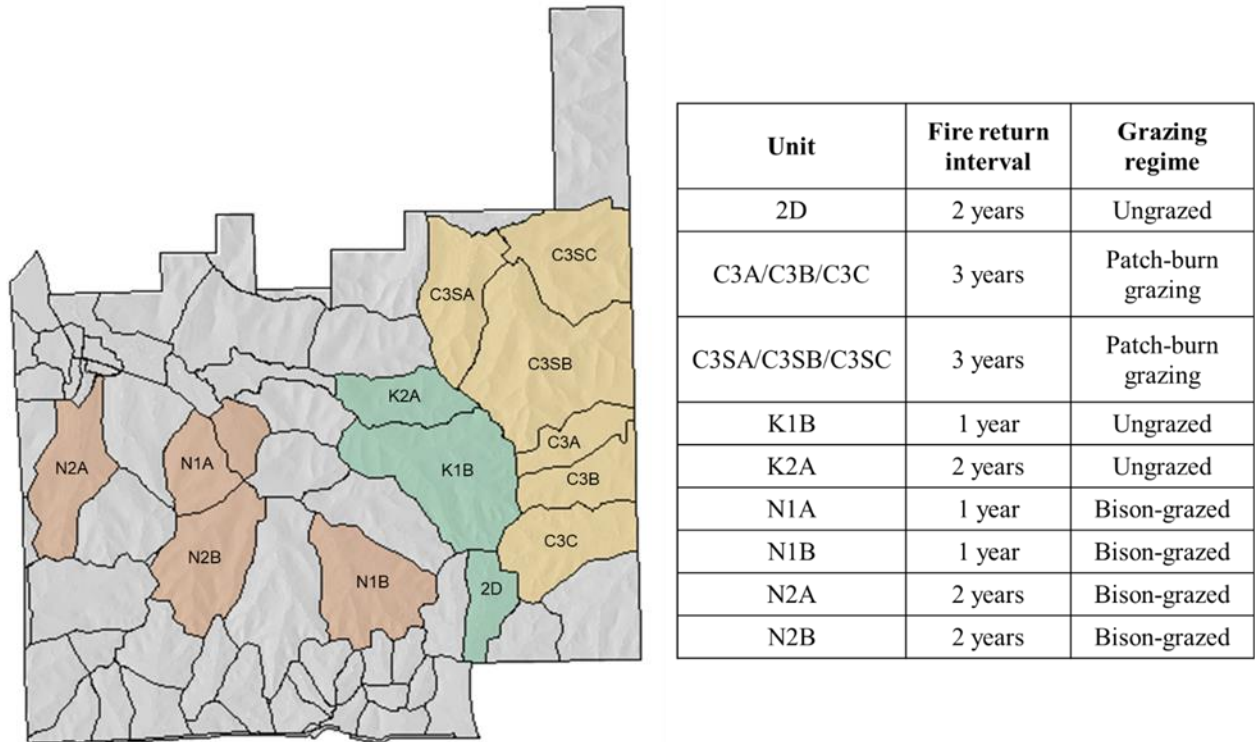 C3SC
C3SA
C3SB
K2A
C3A
N2A
N1A
K1B
C3B
C3C
N2B
N1B
2D
Unit
Fire return
interval
Grazing
regime
2D
2 years
Ungrazed
C3A/C3B/C3C
3 years
Patch-burn
grazing
C3SA/C3SB/C3SC
3 years
Patch-burn
grazing
K1B
1 year
Ungrazed
K2A
2 years
Ungrazed
N1A
1 year
Bison-grazed
N1B
1 year
Bison-grazed
N2A
2 years
Bison-grazed
N2B
2 years
Bison-grazed